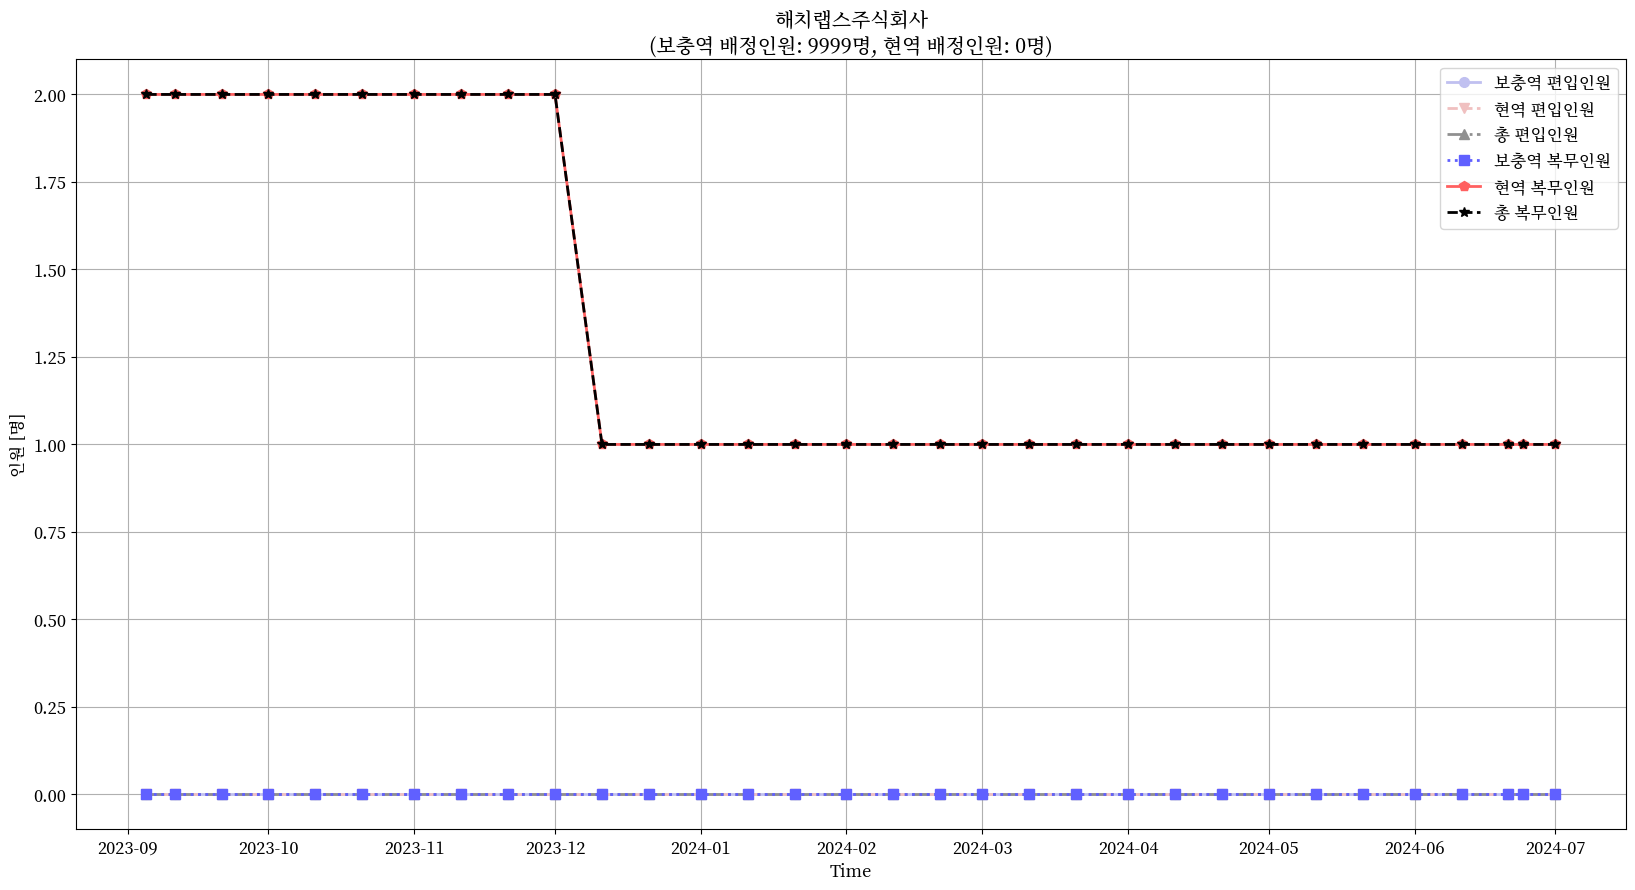 해치랩스주식회사
(보충역 배정인원: 9999명, 현역 배정인원: 0명)
보충역 편입인원
현역 편입인원
총 편입인원
보충역 복무인원
현역 복무인원
총 복무인원
2.00
1.75
1.50
1.25
1.00
0.75
0.50
0.25
0.00
인원 [명]
2023-09
2023-10
2023-11
2023-12
2024-01
2024-02
2024-03
2024-04
2024-05
2024-06
2024-07
Time